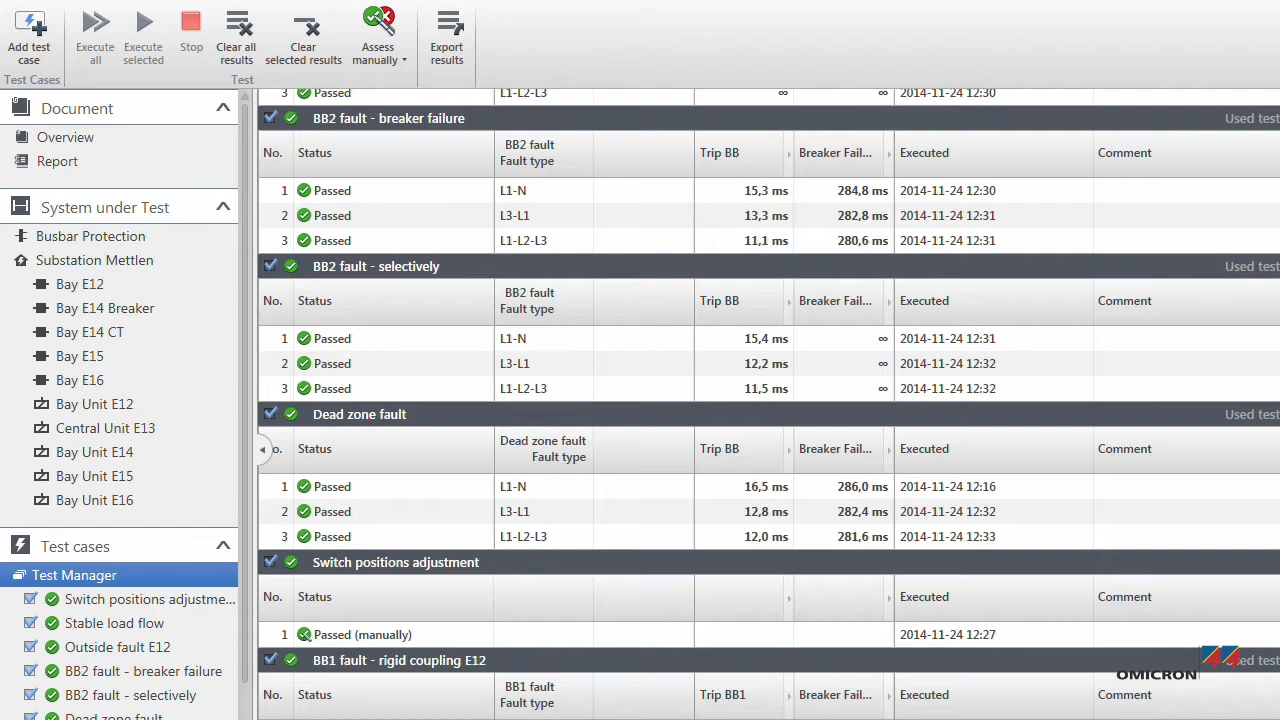 Add test case
Execute all
Execute selected
Stop
Clear all results
Clear selected results
Assess manually
Export results
Test Cases
Test
Document
Overview
Report
System under Test
Busbar Protection
Substation Mettlen
Bay E12
Bay E14 Breaker
Bay E14 CT
Bay E15
Bay E16
Bay Unit E12
Central Unit E13
Bay Unit E14
Bay Unit E15
Bay Unit E16
Test cases
Test Manager
Switch positions adjustme...
Stable load flow
Outside fault E12
BB2 fault - breaker failure
BB2 fault - selectively
Dead zone fault
3 Passed L1-L2-L3 ∞ ∞ 2014-11-24 12:30
BB2 fault - breaker failure Used test
No. Status BB2 fault Fault type Trip BB Breaker Fail... Executed Comment
1 Passed L1-N 15,3 ms 284,8 ms 2014-11-24 12:30
2 Passed L3-L1 13,3 ms 282,8 ms 2014-11-24 12:31
3 Passed L1-L2-L3 11,1 ms 280,6 ms 2014-11-24 12:31
BB2 fault - selectively Used test
No. Status BB2 fault Fault type Trip BB Breaker Fail... Executed Comment
1 Passed L1-N 15,4 ms ∞ 2014-11-24 12:31
2 Passed L3-L1 12,2 ms ∞ 2014-11-24 12:32
3 Passed L1-L2-L3 11,5 ms ∞ 2014-11-24 12:32
Dead zone fault Used test
o. Status Dead zone fault Fault type Trip BB Breaker Fail... Executed Comment
1 Passed L1-N 16,5 ms 286,0 ms 2014-11-24 12:16
2 Passed L3-L1 12,8 ms 282,4 ms 2014-11-24 12:32
3 Passed L1-L2-L3 12,0 ms 281,6 ms 2014-11-24 12:33
Switch positions adjustment
No. Status Executed Comment
1 Passed (manually) 2014-11-24 12:27
BB1 fault - rigid coupling E12 ed test
No. Status BB1 fault Fault type Trip BB1 Breaker Fail... Executed Comment
OMICRON